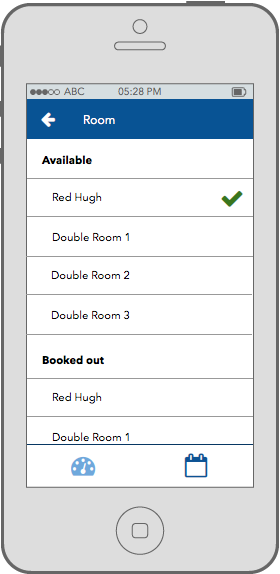 ABC 05:28 PM
Room
Available
Red Hugh
Double Room 1
Double Room 2
Double Room 3
Booked out
Red Hugh
Double Room 1